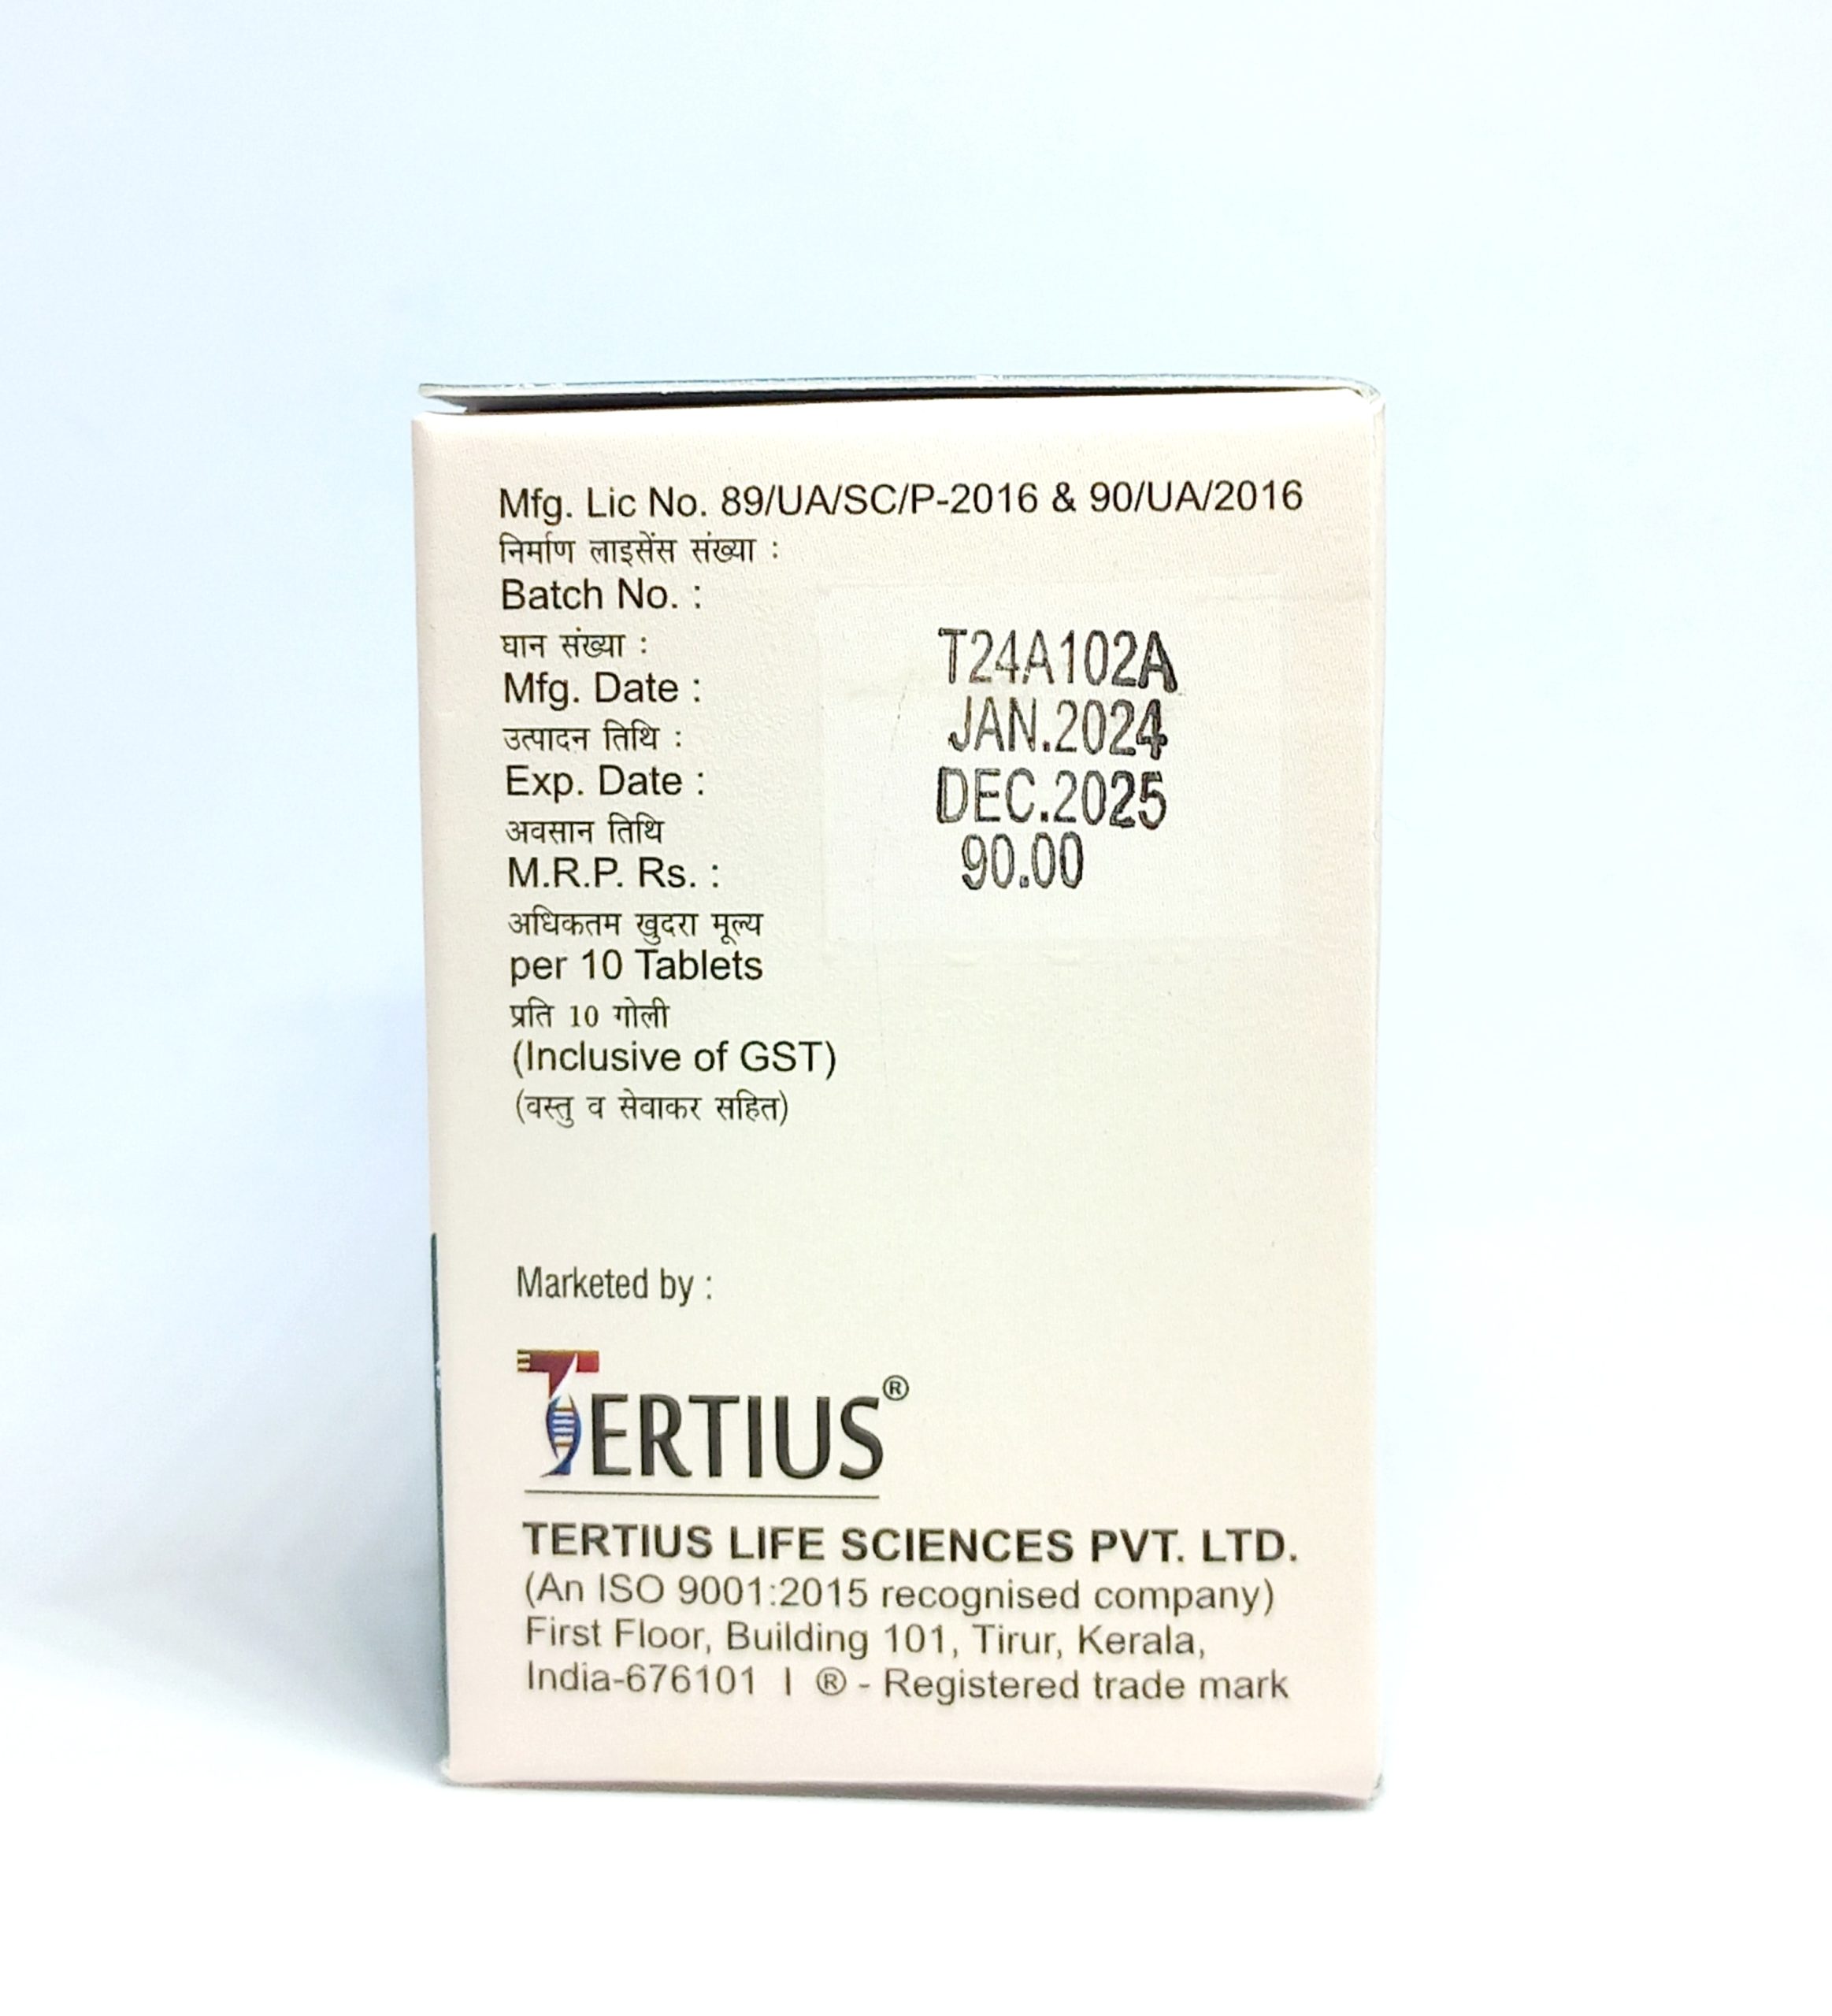 Mfg. Lic No. 89/UA/SC/P-2016 & 90/UA/2016
निर्माण लाइसेंस संख्या :
Batch No. :
घान संख्या :
T24A102A
Mfg. Date :
उत्पादन तिथि :
JAN.2024
Exp. Date :
अवसान तिथि
DEC.2025
M.R.P. Rs. :
90.00
अधिकतम खुदरा मूल्य
per 10 Tablets
प्रति 10 गोली
(Inclusive of GST)
(वस्तु व सेवाकर सहित)
Marketed by :
TERTIUS®
TERTIUS LIFE SCIENCES PVT. LTD.
(An ISO 9001:2015 recognised company)
First Floor, Building 101, Tirur, Kerala,
India-676101 I ® - Registered trade mark